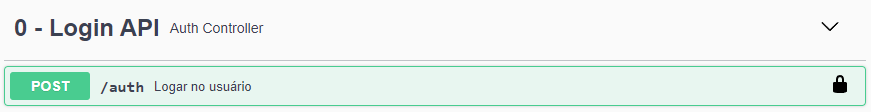 0 - Login API Auth Controller
POST /auth Logar no usuário